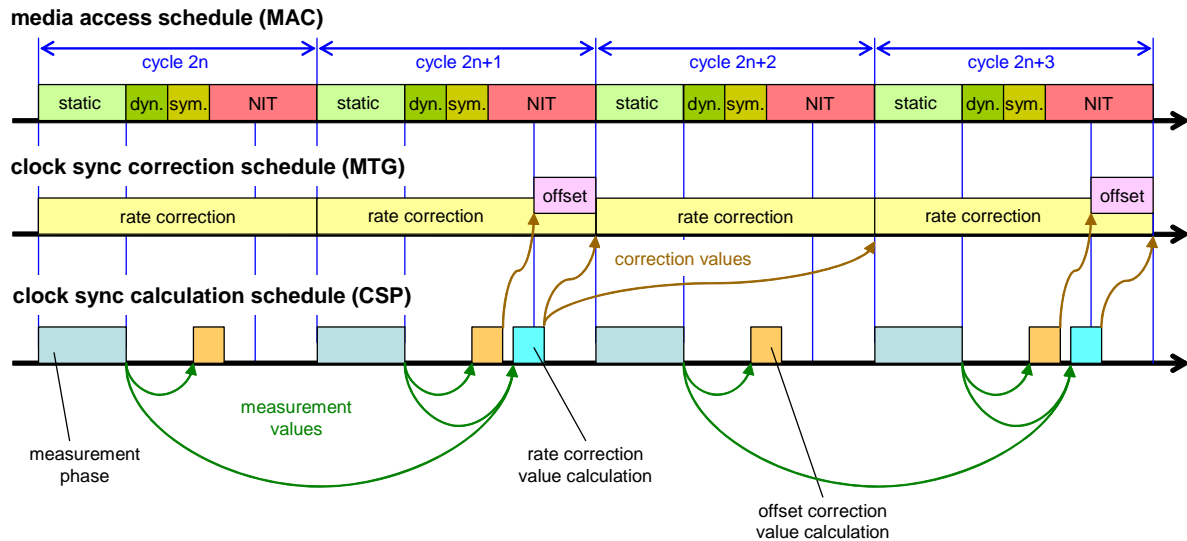 media access schedule (MAC)
cycle 2n
cycle 2n+1
cycle 2n+2
cycle 2n+3
static
dyn.
sym.
NIT
static
dyn.
sym.
NIT
static
dyn.
sym.
NIT
static
dyn.
sym.
NIT
clock sync correction schedule (MTG)
offset
offset
rate correction
rate correction
rate correction
rate correction
correction values
clock sync calculation schedule (CSP)
measurement
values
measurement
phase
rate correction
value calculation
offset correction
value calculation